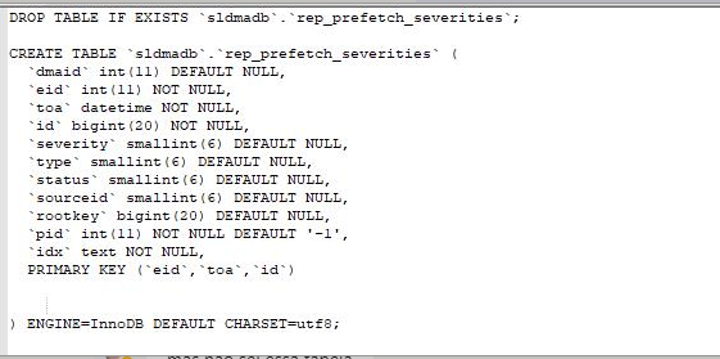 DROP TABLE IF EXISTS `sldmadb`.`rep_prefetch_severities`;
CREATE TABLE `sldmadb`.`rep_prefetch_severities` (
`dmaid` int(11) DEFAULT NULL,
`eid` int(11) NOT NULL,
`toa` datetime NOT NULL,
`id` bigint(20) NOT NULL,
`severity` smallint(6) DEFAULT NULL,
`type` smallint(6) DEFAULT NULL,
`status` smallint(6) DEFAULT NULL,
`sourceid` smallint(6) DEFAULT NULL,
`rootkey` bigint(20) DEFAULT NULL,
`pid` int(11) NOT NULL DEFAULT '-1',
`idx` text NOT NULL,
PRIMARY KEY (`eid`,`toa`,`id`)
) ENGINE=InnoDB DEFAULT CHARSET=utf8;